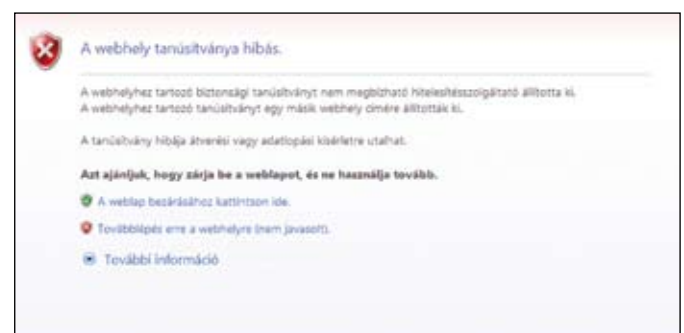 A webhely tanúsítványa hibás.
A webhelyhez tartozó biztonsági tanúsítványt nem megbízható hitelesítésszolgáltató állította ki.
A webhelyhez tartozó tanúsítványt egy másik webhely címére állították ki.
A tanúsítvány hibája átverési vagy adatlopási kísérletre utalhat.
Azt ajánljuk, hogy zárja be a weblapot, és ne használja tovább.
A weblap bezárásához kattintson ide.
Továbblépés erre a webhelyre (nem javasolt).
További információ